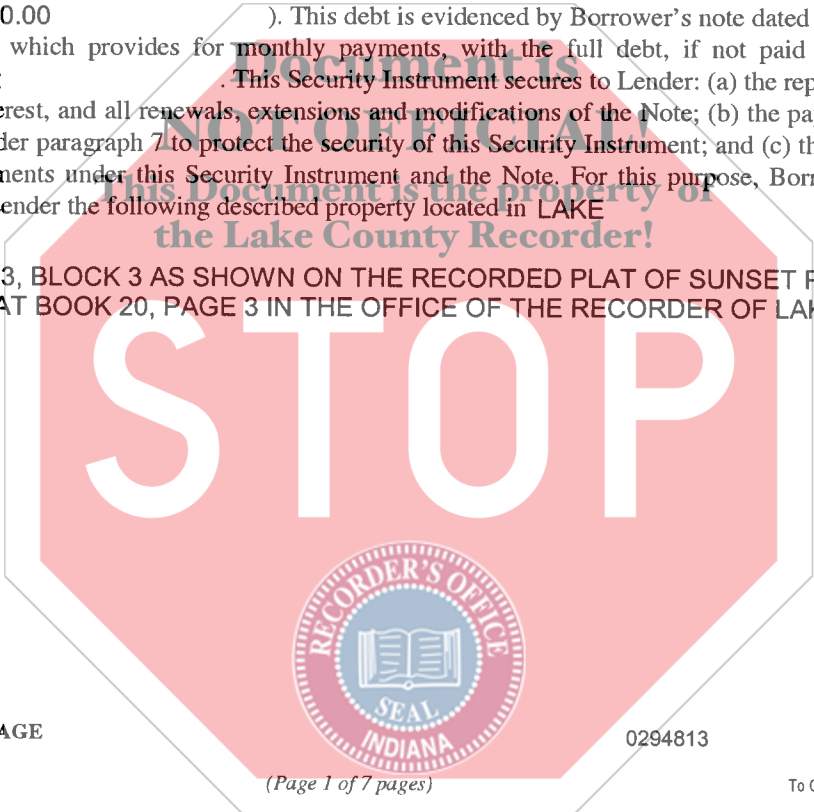 0.00 ). This debt is evidenced by Borrower's note dated
which provides for monthly payments, with the full debt, if not paid
Document is
. This Security Instrument secures to Lender: (a) the rep
erest, and all renewals, extensions and modifications of the Note; (b) the pa
NOT OFFICIAL!
der paragraph 7 to protect the security of this Security Instrument; and (c) th
nents under this Security Instrument and the Note. For this purpose, Borr
This Document is the property of
ender the following described property located in LAKE
the Lake County Recorder!
3, BLOCK 3 AS SHOWN ON THE RECORDED PLAT OF SUNSET
AT BOOK 20, PAGE 3 IN THE OFFICE OF THE RECORDER OF LAK
STOP
RECORDER'S OFFICE
SEAL
INDIANA
AGE 0294813
(Page 1 of 7 pages) To